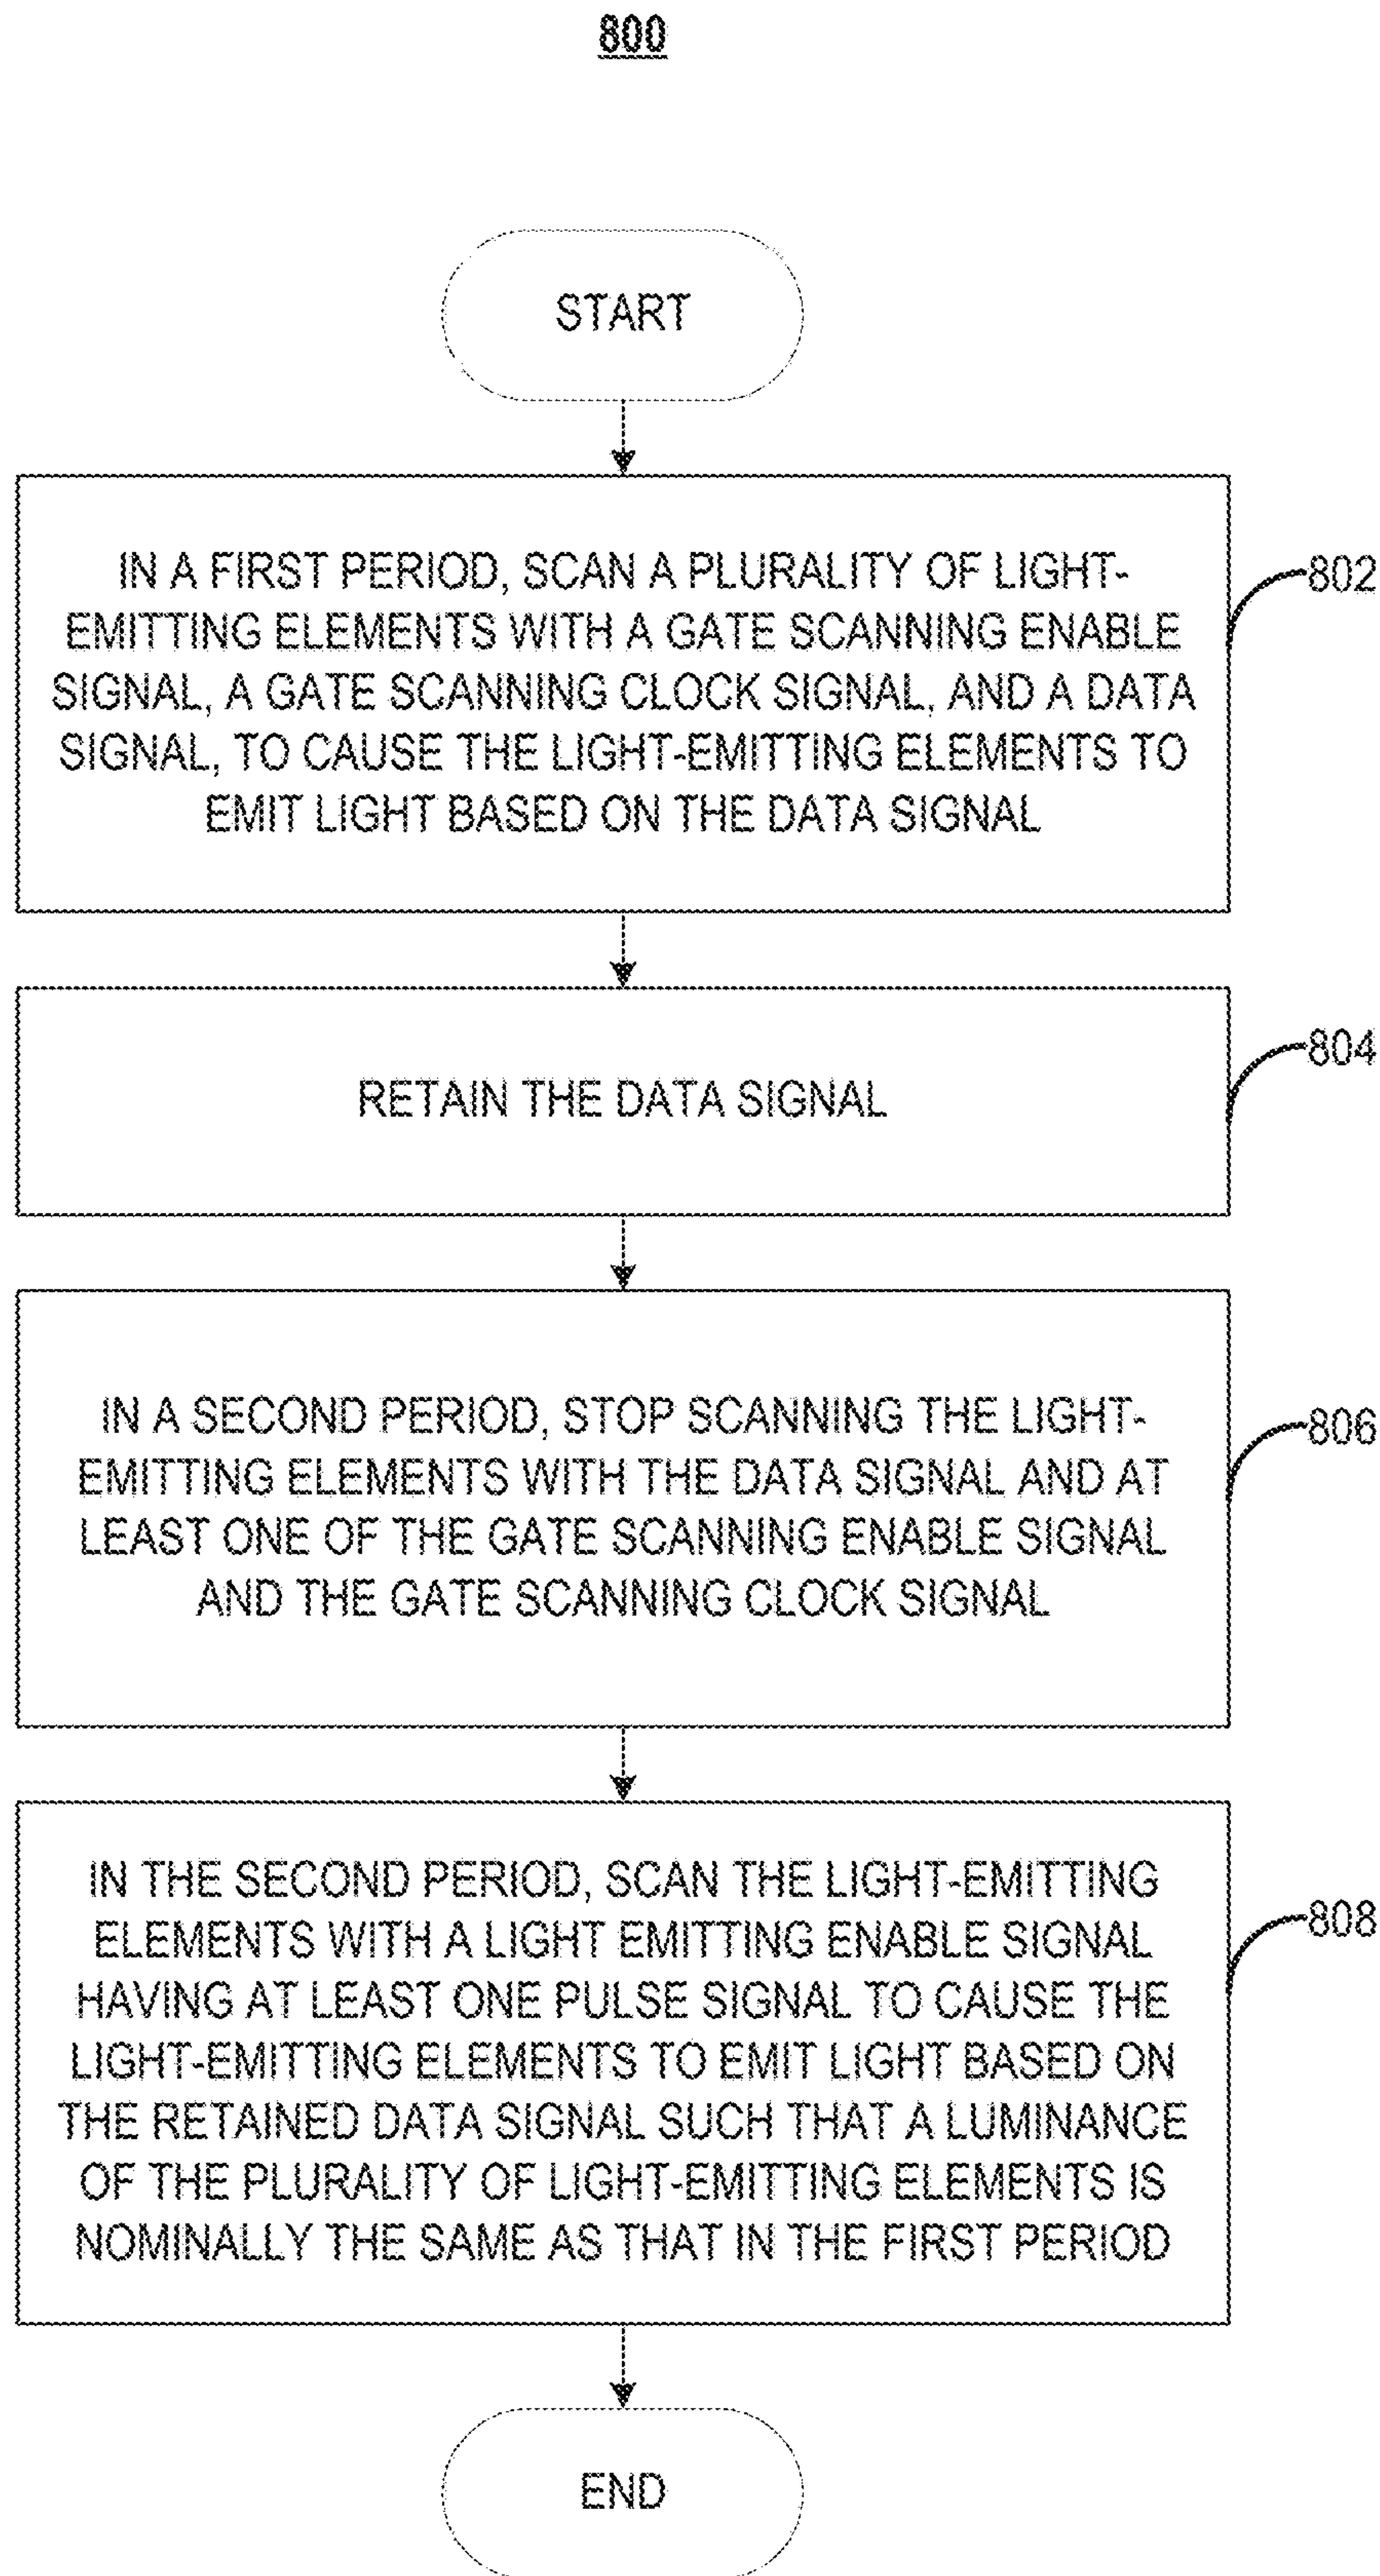 800
START
IN A FIRST PERIOD, SCAN A PLURALITY OF LIGHT-
EMITTING ELEMENTS WITH A GATE SCANNING ENABLE
SIGNAL, A GATE SCANNING CLOCK SIGNAL, AND A DATA
SIGNAL, TO CAUSE THE LIGHT-EMITTING ELEMENTS TO
EMIT LIGHT BASED ON THE DATA SIGNAL
802
RETAIN THE DATA SIGNAL
804
IN A SECOND PERIOD, STOP SCANNING THE LIGHT-
EMITTING ELEMENTS WITH THE DATA SIGNAL AND AT
LEAST ONE OF THE GATE SCANNING ENABLE SIGNAL
AND THE GATE SCANNING CLOCK SIGNAL
806
IN THE SECOND PERIOD, SCAN THE LIGHT-EMITTING
ELEMENTS WITH A LIGHT EMITTING ENABLE SIGNAL
HAVING AT LEAST ONE PULSE SIGNAL TO CAUSE THE
LIGHT-EMITTING ELEMENTS TO EMIT LIGHT BASED ON
THE RETAINED DATA SIGNAL SUCH THAT A LUMINANCE
OF THE PLURALITY OF LIGHT-EMITTING ELEMENTS IS
NOMINALLY THE SAME AS THAT IN THE FIRST PERIOD
808
END